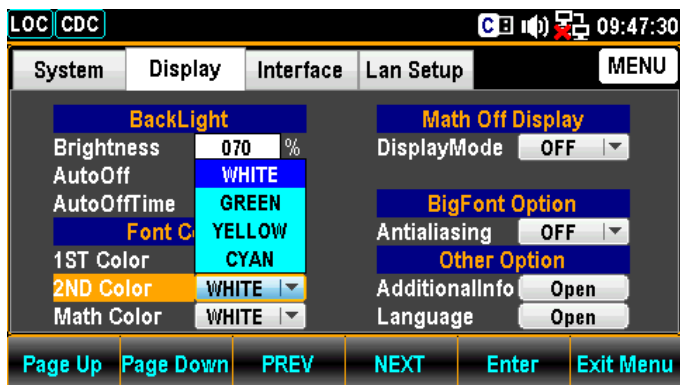 LOC CDC C 09:47:30
System Display Interface Lan Setup MENU
BackLight
Brightness 070 %
AutoOff
AutoOffTime
Font C
1ST Color
2ND Color WHITE
Math Color WHITE
WHITE
GREEN
YELLOW
CYAN
Math Off Display
DisplayMode OFF
BigFont Option
Antialiasing OFF
Other Option
AdditionalInfo Open
Language Open
Page Up Page Down PREV NEXT Enter Exit Menu